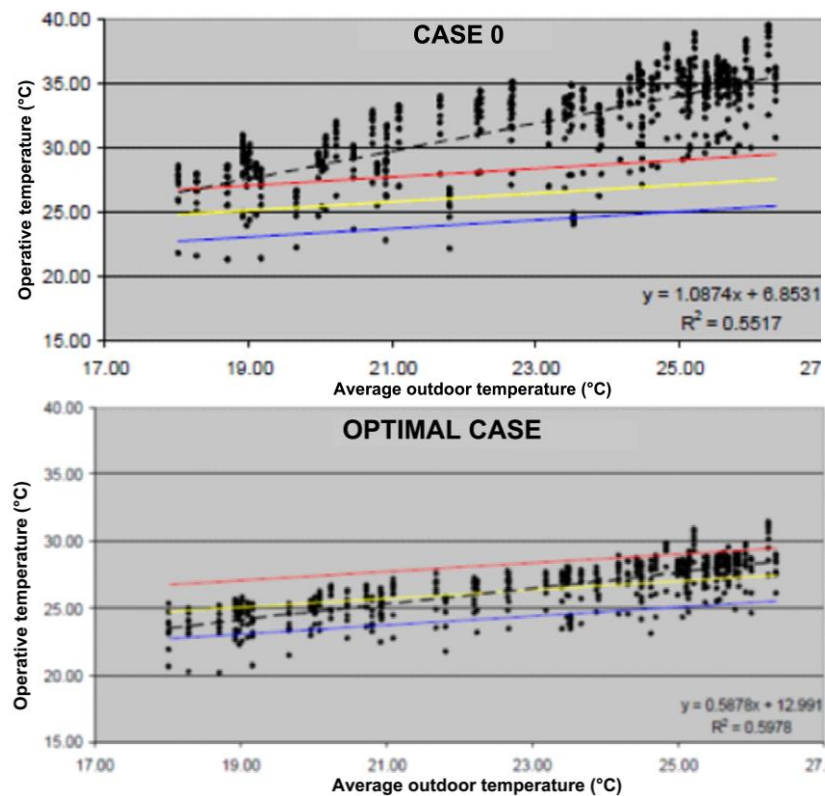 CASE 0
40.00
35.00
30.00
25.00
20.00
15.00
Operative temperature (°C)
y = 1.0874x + 6.8531
R² = 0.5517
17.00 19.00 21.00 23.00 25.00 27
Average outdoor temperature (°C)
OPTIMAL CASE
40.00
35.00
30.00
25.00
20.00
15.00
Operative temperature (°C)
y = 0.5878x + 12.991
R² = 0.5978
17.00 19.00 21.00 23.00 25.00 27.0
Average outdoor temperature (°C)